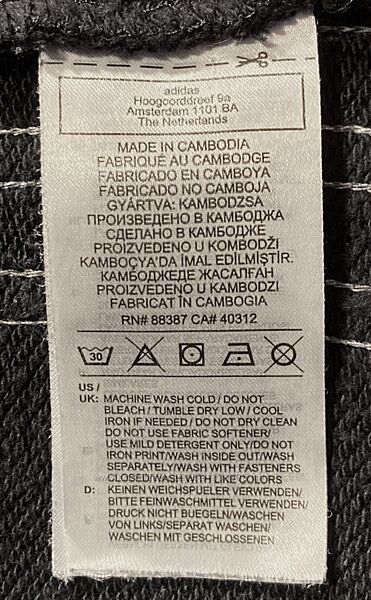 adidas
Hoogoorddreef 9a
Amsterdam 1101 BA
The Netherlands
MADE IN CAMBODIA
FABRIQUÉ AU CAMBODGE
FABRICADO EN CAMBOYA
FABRICADO NO CAMBOJA
GYÁRTVA: KAMBODZSA
ПРОИЗВЕДЕНО В КАМБОДЖА
СДЕЛАНО В КАМБОДЖЕ
PROIZVEDENO U KOMBODŽI
KAMBOÇYA'DA İMAL EDİLMİŞTİR.
КАМБОДЖЕДЕ ЖАСАЛҒАН
PROIZVEDENO U KAMBODŽI
FABRICAT ÎN CAMBOGIA
RN# 88387 CA# 40312
30
US /
UK: MACHINE WASH COLD / DO NOT
BLEACH / TUMBLE DRY LOW / COOL
IRON IF NEEDED / DO NOT DRY CLEAN
DO NOT USE FABRIC SOFTENER/
USE MILD DETERGENT ONLY/DO NOT
IRON PRINT/WASH INSIDE OUT/WASH
SEPARATELY/WASH WITH FASTENERS
CLOSED/WASH WITH LIKE COLORS
D: KEINEN WEICHSPUELER VERWENDEN/
BITTE FEINWASCHMITTEL VERWENDEN/
DRUCK NICHT BUEGELN/WASCHEN
VON LINKS/SEPARAT WASCHEN/
WASCHEN MIT GESCHLOSSENEN